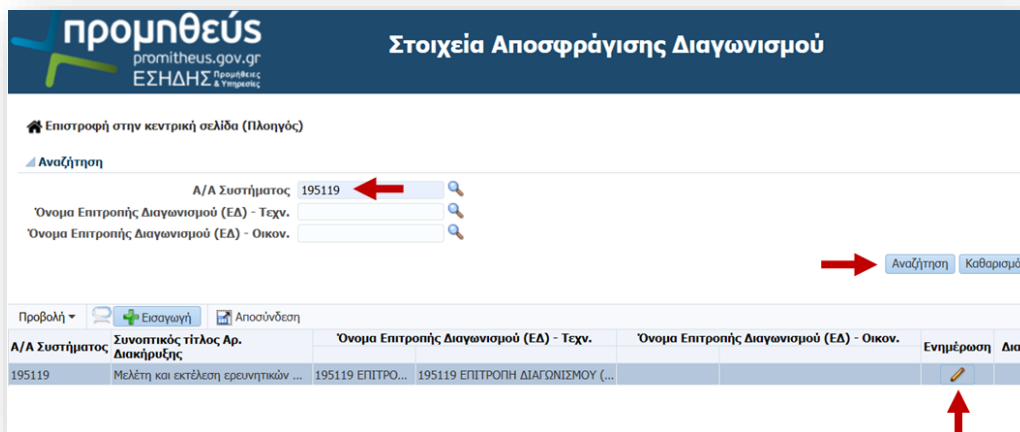 προμηθεύς
promitheus.gov.gr
ΕΣΗΔΗΣ Προμήθειες & Υπηρεσίες
Στοιχεία Αποσφράγισης Διαγωνισμού
Επιστροφή στην κεντρική σελίδα (Πλοηγός)
Αναζήτηση
Α/Α Συστήματος 195119
Όνομα Επιτροπής Διαγωνισμού (ΕΔ) - Τεχν.
Όνομα Επιτροπής Διαγωνισμού (ΕΔ) - Οικον.
Αναζήτηση Καθαρισμό
Προβολή Εισαγωγή Αποσύνδεση
Α/Α Συστήματος Συνοπτικός τίτλος Αρ. Διακήρυξης Όνομα Επιτροπής Διαγωνισμού (ΕΔ) - Τεχν. Όνομα Επιτροπής Διαγωνισμού (ΕΔ) - Οικον. Ενημέρωση Δια
195119 Μελέτη και εκτέλεση ερευνητικών ... 195119 ΕΠΙΤΡΟ... 195119 ΕΠΙΤΡΟΠΗ ΔΙΑΓΩΝΙΣΜΟΥ (...